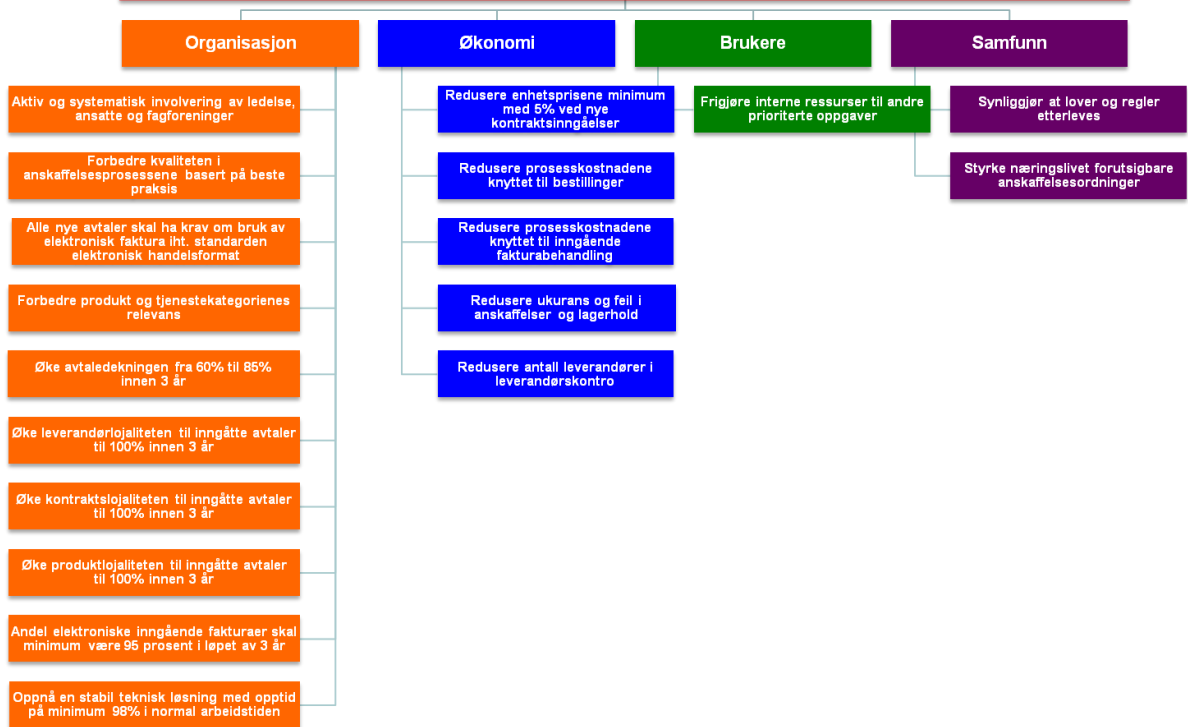 Organisasjon
Aktiv og systematisk involvering av ledelse,
ansatte og fagforeninger
Forbedre kvaliteten i
anskaffelsesprosessene basert på beste
praksis
Alle nye avtaler skal ha krav om bruk av
elektronisk faktura iht. standarden
elektronisk handelsformat
Forbedre produkt og tjenestekategorienes
relevans
Øke avtaledekningen fra 60% til 85%
innen 3 år
Øke leverandørlojaliteten til inngåtte avtaler
til 100% innen 3 år
Øke kontraktslojaliteten til inngåtte avtaler
til 100% innen 3 år
Øke produktlojaliteten til inngåtte avtaler
til 100% innen 3 år
Andel elektroniske inngående fakturaer skal
minimum være 95 prosent i løpet av 3 år
Oppnå en stabil teknisk løsning med opptid
på minimum 98% i normal arbeidstiden
Økonomi
Redusere enhetsprisene minimum
med 5% ved nye
kontraktsinngåelser
Redusere prosesskostnadene
knyttet til bestillinger
Redusere prosesskostnadene
knyttet til inngående
fakturabehandling
Redusere ukurans og feil i
anskaffelser og lagerhold
Redusere antall leverandører i
leverandørskontro
Brukere
Frigjøre interne ressurser til andre
prioriterte oppgaver
Samfunn
Synliggjør at lover og regler
etterleves
Styrke næringslivet forutsigbare
anskaffelsesordninger